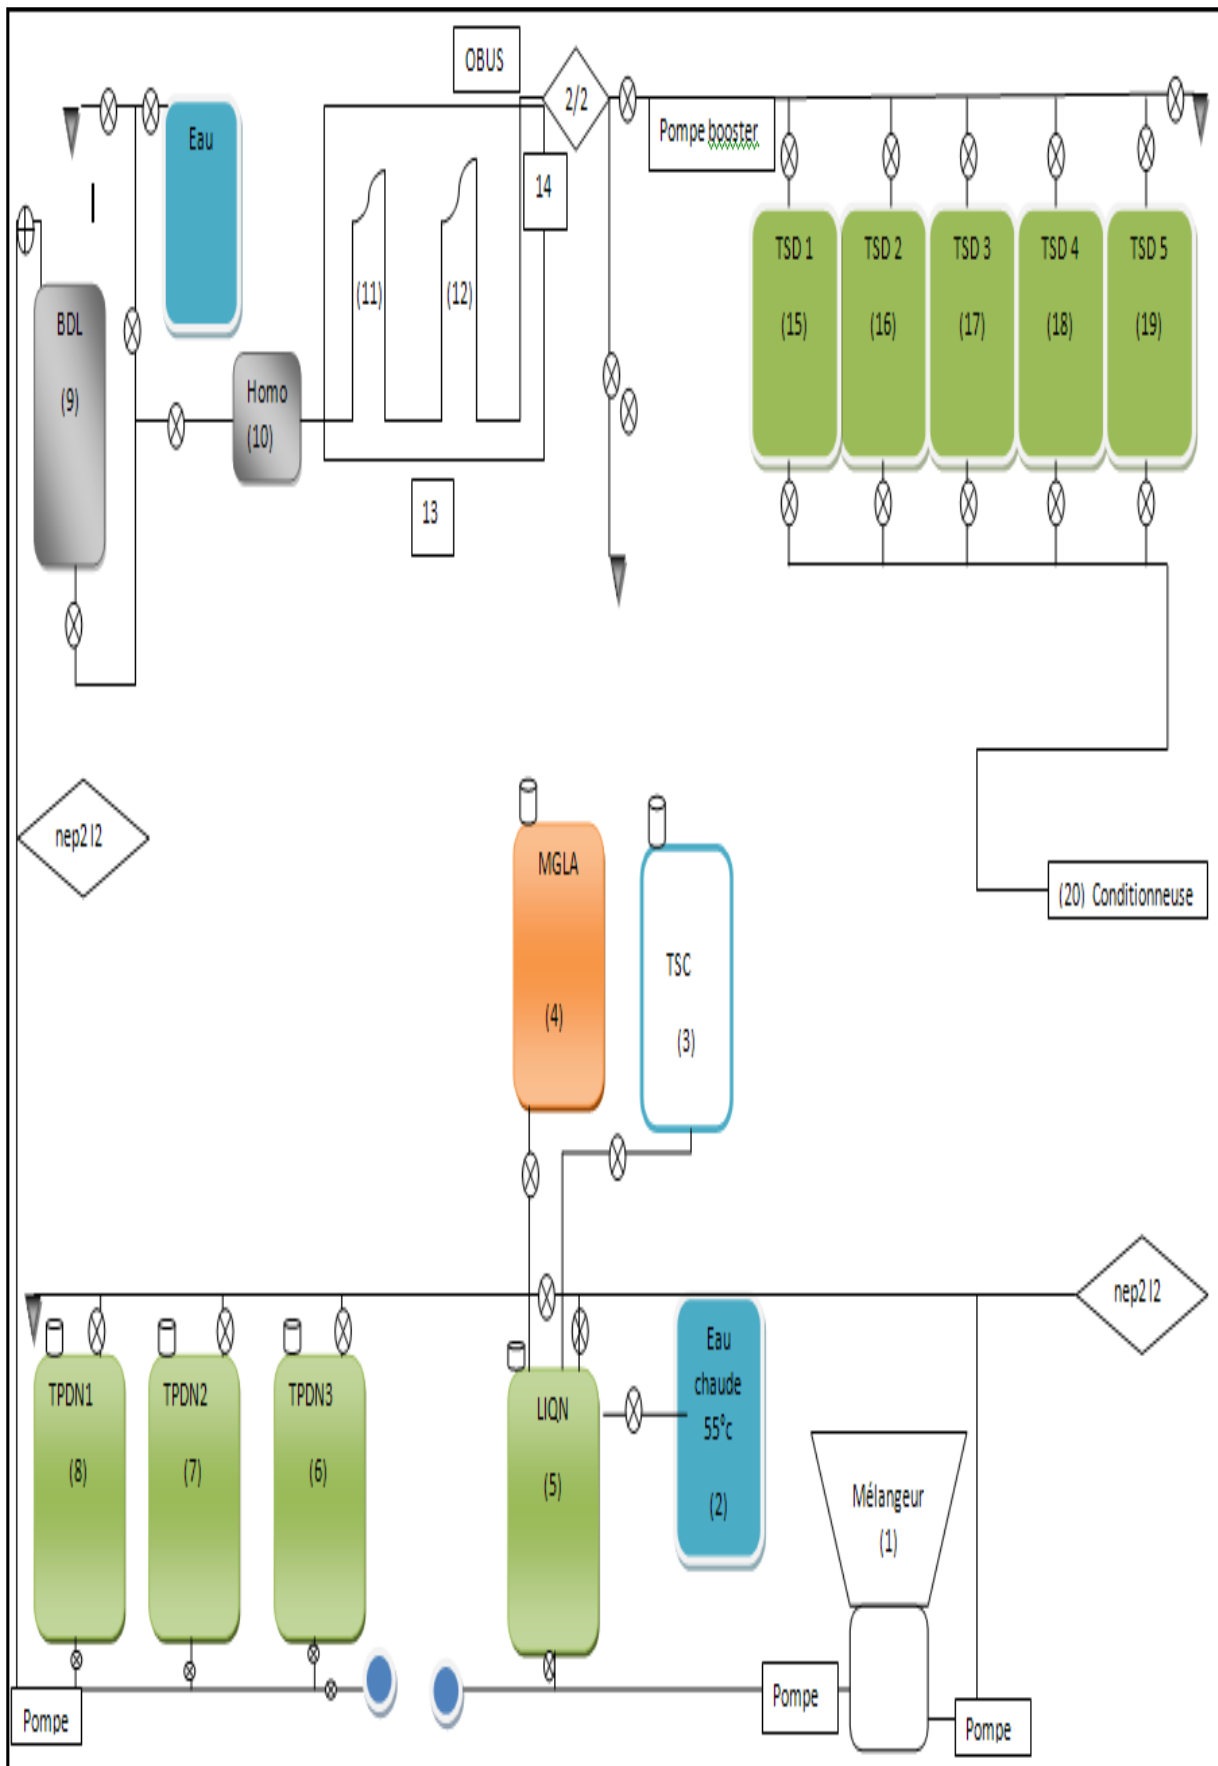 OBUS
2/2
Eau
Pompe booster
14
TSD 1
(15)
TSD 2
(16)
TSD 3
(17)
TSD 4
(18)
TSD 5
(19)
BDL
(9)
(11)
(12)
Homo
(10)
13
nep2 l2
MGLA
(4)
TSC
(3)
(20) Conditionneuse
nep2 l2
TPDN1
(8)
TPDN2
(7)
TPDN3
(6)
LIQN
(5)
Eau
chaude
55°c
(2)
Mélangeur
(1)
Pompe
Pompe
Pompe